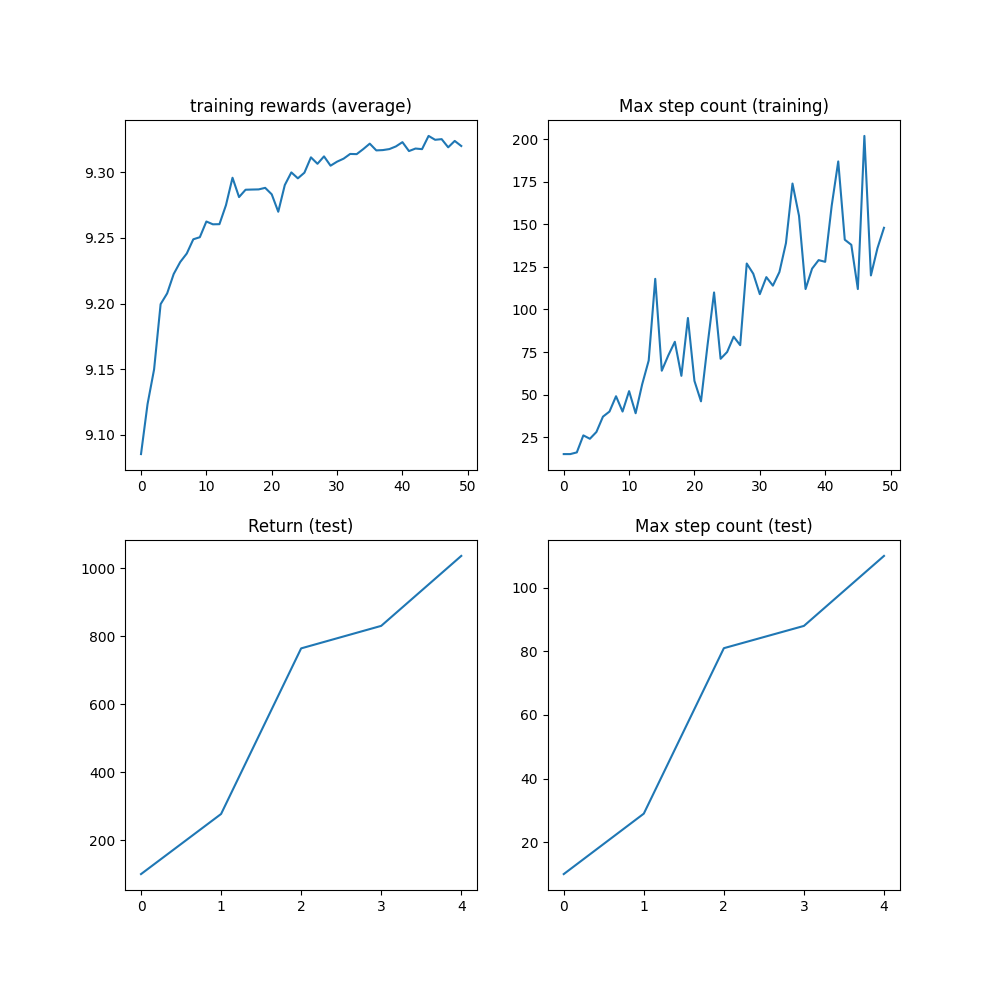 training rewards (average)
Max step count (training)
9.30
9.25
9.20
9.15
9.10
0 10 20 30 40 50
200
175
150
125
100
75
50
25
0 10 20 30 40 50
Return (test)
Max step count (test)
1000
800
600
400
200
0 1 2 3 4
100
80
60
40
20
0 1 2 3 4